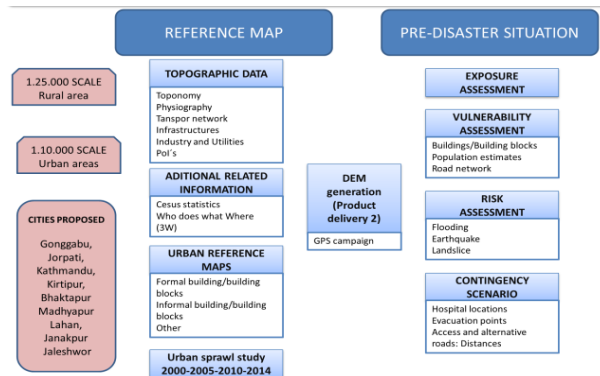 REFERENCE MAP
PRE-DISASTER SITUATION
1.25.000 SCALE
Rural area
1.10.000 SCALE
Urban areas
CITIES PROPOSED
Gonggabu,
Jorpati,
Kathmandu,
Kirtipur,
Bhaktapur
Madhyapur
Lahan,
Janakpur
Jaleshwor
TOPOGRAPHIC DATA
Toponomy
Physiography
Tanspor network
Infrastructures
Industry and Utilities
PoI´s
ADITIONAL RELATED
INFORMATION
Cesus statistics
Who does what Where
(3W)
URBAN REFERENCE
MAPS
Formal building/building
blocks
Informal building/building
blocks
Other
Urban sprawl study
2000-2005-2010-2014
DEM
generation
(Product
delivery 2)
GPS campaign
EXPOSURE
ASSESSMENT
VULNERABILITY
ASSESSMENT
Buildings/Building blocks
Population estimates
Road network
RISK
ASSESSMENT
Flooding
Earthquake
Landslice
CONTINGENCY
SCENARIO
Hospital locations
Evacuation points
Access and alternative
roads: Distances